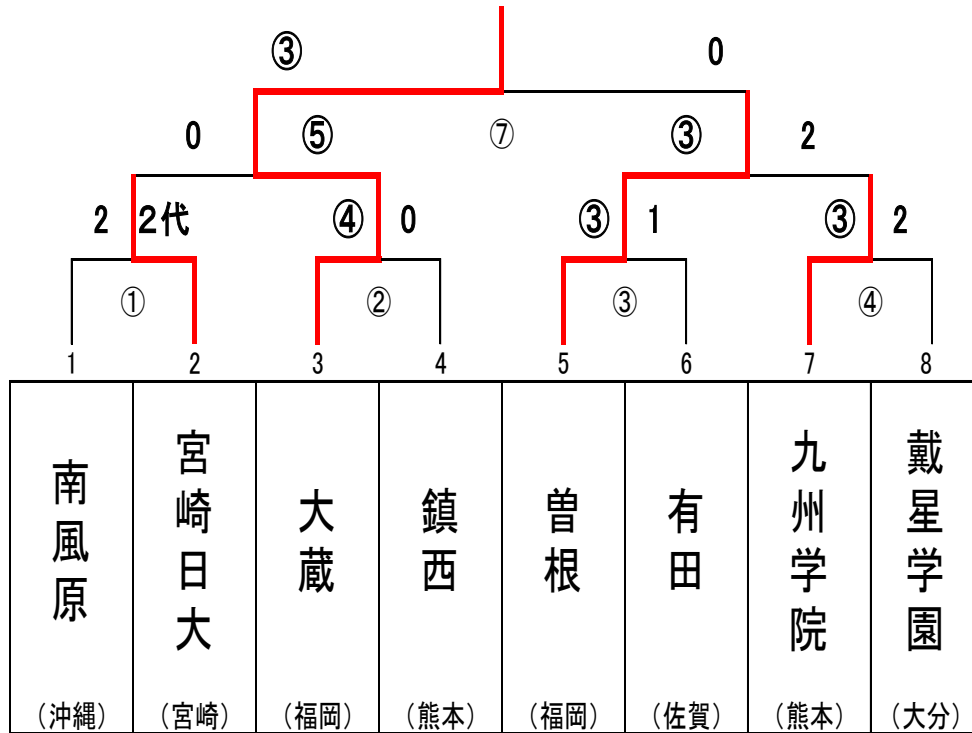 ③ 0
0 ⑤ ⑦ ③ 2
2 2代 ④ 0 ③ 1 ③ 2
① ② ③ ④
1 2 3 4 5 6 7 8
南風原
宮崎日大
大蔵
鎮西
曽根
有田
九州学院
戴星学園
(沖縄) (宮崎) (福岡) (熊本) (福岡) (佐賀) (熊本) (大分)